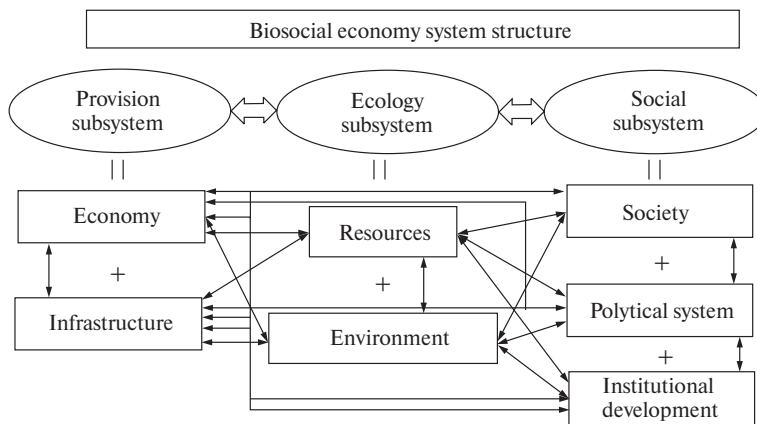 Biosocial economy system structure
Provision
subsystem
Ecology
subsystem
Social
subsystem
Economy
+
Infrastructure
Resources
+
Environment
Society
+
Polytical system
+
Institutional
development